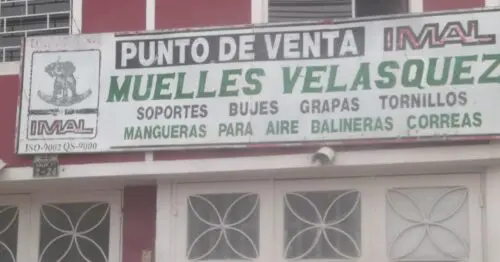 PUNTO DE VENTA IMAL
MUELLES VELASQUEZ
SOPORTES BUJES GRAPAS TORNILLOS
MANGUERAS PARA AIRE BALINERAS CORREAS
IMAL
ISO-9002 QS-9000